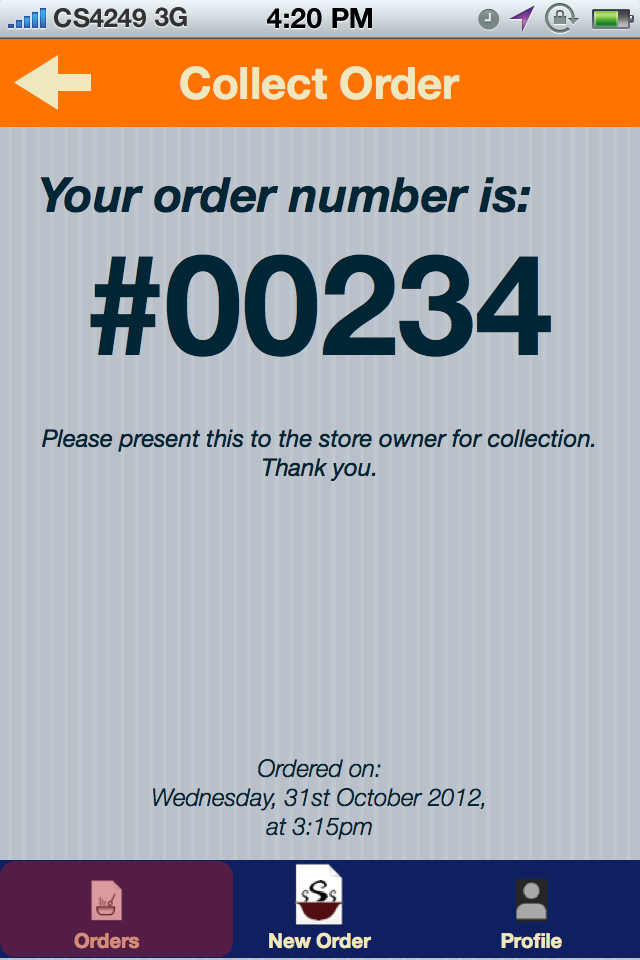 CS4249 3G 4:20 PM
Collect Order
Your order number is:
#00234
Please present this to the store owner for collection.
Thank you.
Ordered on:
Wednesday, 31st October 2012,
at 3:15pm
Orders New Order Profile